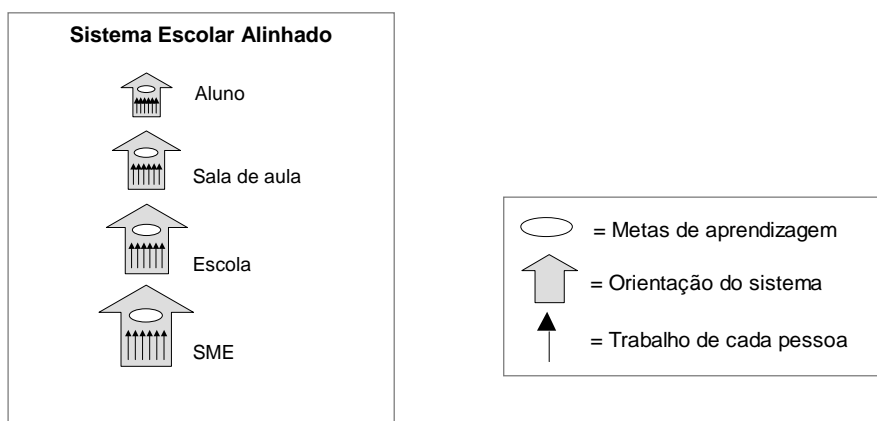 Sistema Escolar Alinhado
Aluno
Sala de aula
Escola
SME
= Metas de aprendizagem
= Orientação do sistema
= Trabalho de cada pessoa